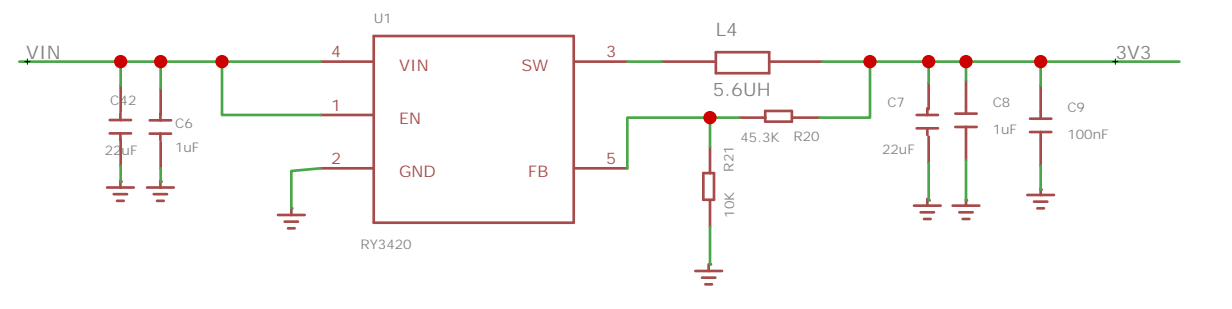 U1
VIN
4
VIN
SW
3
L4
3V3
5.6UH
C42
22uF
C6
1uF
1
EN
2
GND
FB
5
45.3K
R20
R21
10K
C7
22uF
C8
1uF
C9
100nF
RY3420